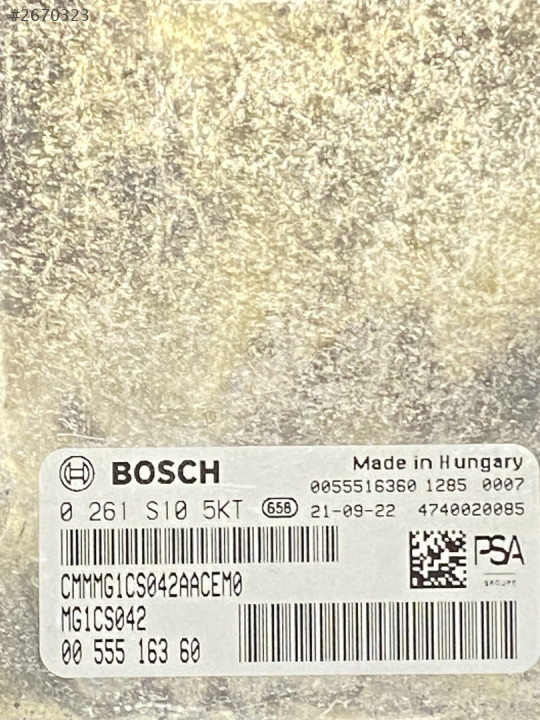 #2670323
BOSCH
Made in Hungary
0055516360 1285 0007
0 261 S10 5KT 658 21-09-22 4740020085
PSA
GROUPE
CMMMG1CS042AACEM0
MG1CS042
00 555 163 60